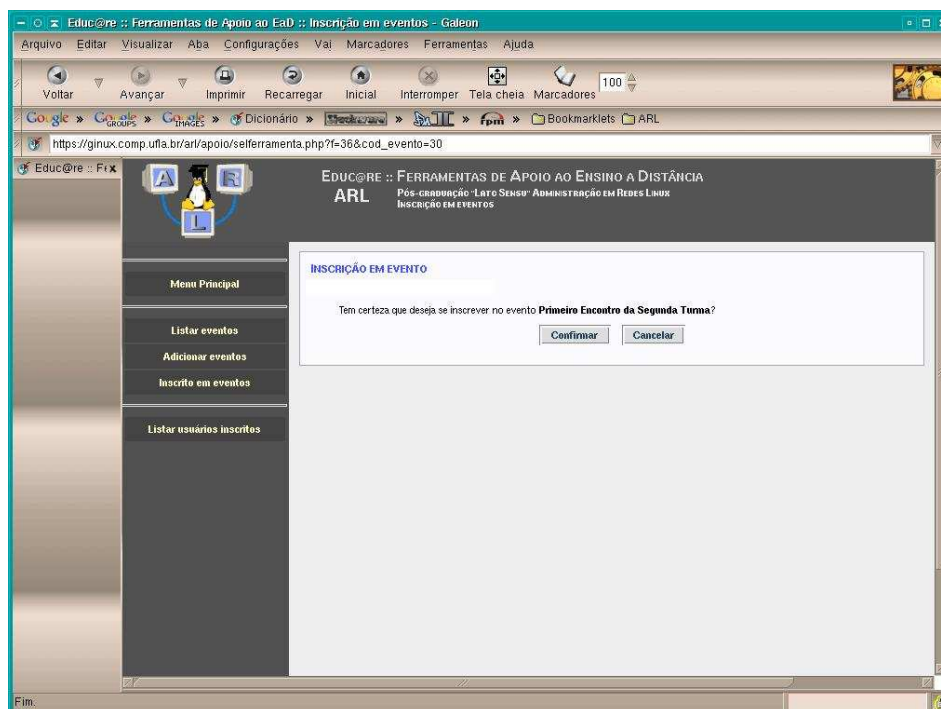 Educ@re :: Ferramentas de Apoio ao EaD :: Inscrição em eventos - Galeon
Arquivo Editar Visualizar Aba Configurações Vai Marcadores Ferramentas Ajuda
Voltar Avançar Imprimir Recarregar Inicial Interromper Tela cheia Marcadores 100
Google » Google GROUPS » Google IMAGES » Dicionário » » » fpm » Bookmarklets ARL
https://ginux.comp.ufla.br/arl/apoio/selferramenta.php?f=36&cod_evento=30
Educ@re :: F
A R L
EDUC@RE :: FERRAMENTAS DE APOIO AO ENSINO A DISTÂNCIA
ARL PÓS-GRADUAÇÃO "LATO SENSU" ADMINISTRAÇÃO EM REDES LINUX
INSCRIÇÃO EM EVENTOS
Menu Principal
Listar eventos
Adicionar eventos
Inscrito em eventos
Listar usuários inscritos
INSCRIÇÃO EM EVENTO
Tem certeza que deseja se inscrever no evento Primeiro Encontro da Segunda Turma?
Confirmar Cancelar
Fim.